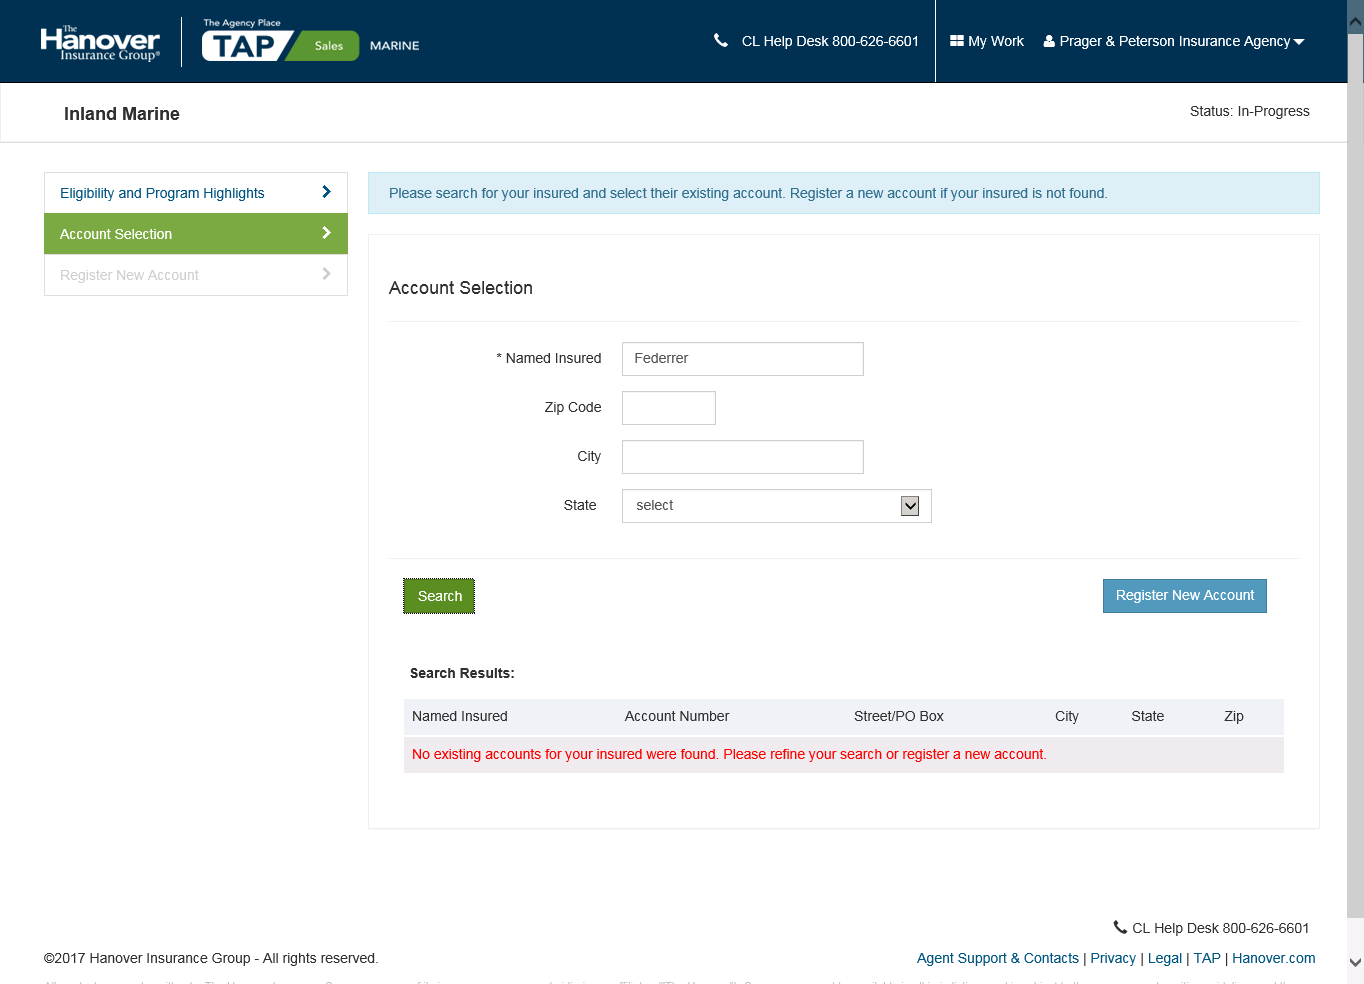 The Hanover Insurance Group®
The Agency Place
TAP Sales MARINE
CL Help Desk 800-626-6601
My Work
Prager & Peterson Insurance Agency
Inland Marine
Status: In-Progress
Eligibility and Program Highlights
Account Selection
Register New Account
Please search for your insured and select their existing account. Register a new account if your insured is not found.
Account Selection
* Named Insured Federrer
Zip Code
City
State select
Search
Register New Account
Search Results:
Named Insured Account Number Street/PO Box City State Zip
No existing accounts for your insured were found. Please refine your search or register a new account.
CL Help Desk 800-626-6601
©2017 Hanover Insurance Group - All rights reserved.
Agent Support & Contacts | Privacy | Legal | TAP | Hanover.com